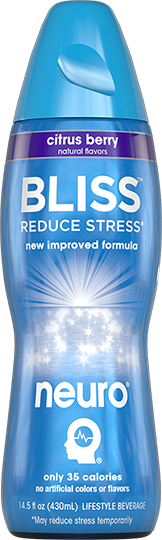 citrus berry
natural flavors
BLISS™
REDUCE STRESS*
new improved formula
neuro®
®
only 35 calories
no artificial colors or flavors
14.5 fl oz (430mL) LIFESTYLE BEVERAGE
*May reduce stress temporarily